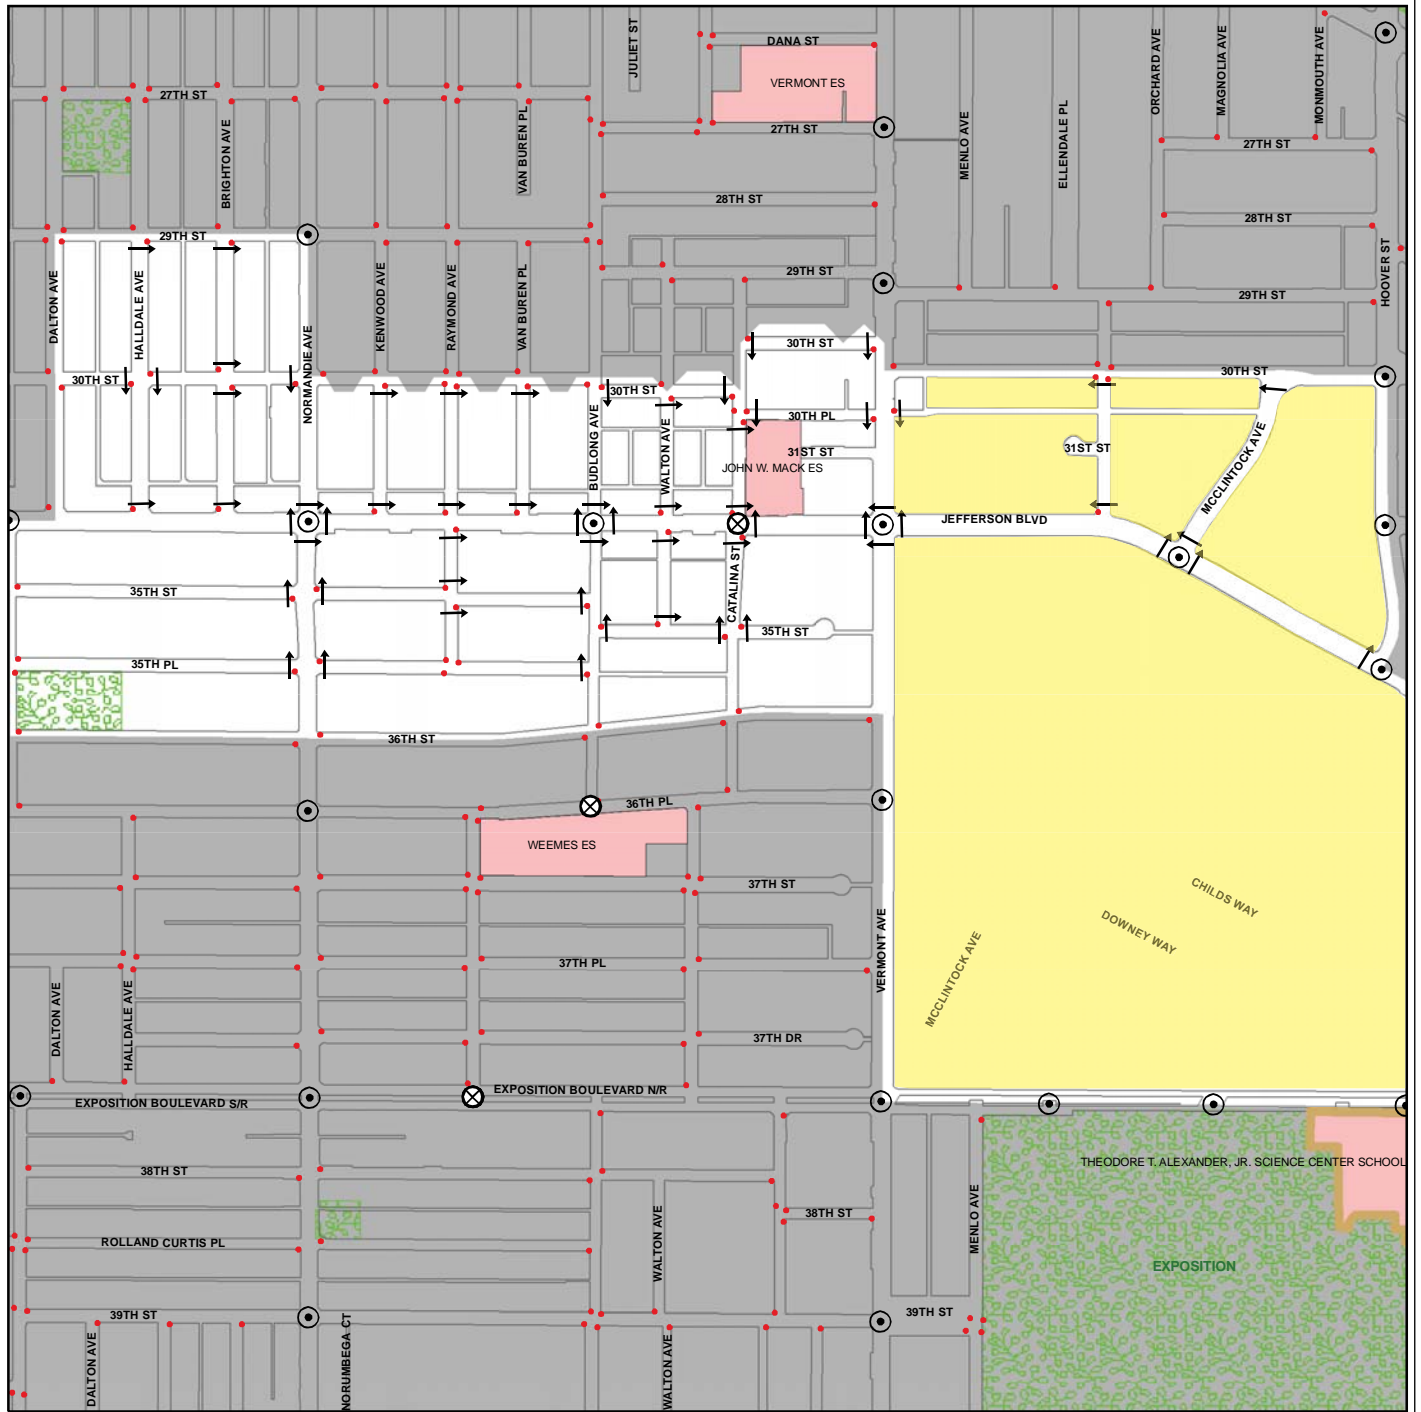 JULIET ST
DANA ST
VERMONT ES
27TH ST
27TH ST
BRIGHTON AVE
VAN BUREN PL
MENLO AVE
ELLENDALE PL
ORCHARD AVE
MAGNOLIA AVE
MONMOUTH AVE
27TH ST
28TH ST
28TH ST
29TH ST
29TH ST
29TH ST
HOOVER ST
DALTON AVE
HALLDALE AVE
NORMANDIE AVE
KENWOOD AVE
RAYMOND AVE
VAN BUREN PL
30TH ST
30TH ST
30TH ST
30TH ST
30TH PL
31ST ST
31ST ST
JOHN W. MACK ES
BUDLONG AVE
WALTON AVE
MCCLINTOCK AVE
JEFFERSON BLVD
CATALINA ST
35TH ST
35TH ST
35TH PL
36TH ST
36TH PL
WEEMES ES
37TH ST
37TH PL
37TH DR
VERMONT AVE
CHILDS WAY
DOWNEY WAY
MCCLINTOCK AVE
DALTON AVE
HALLDALE AVE
EXPOSITION BOULEVARD N/R
EXPOSITION BOULEVARD S/R
THEODORE T. ALEXANDER, JR. SCIENCE CENTER SCHOOL
38TH ST
38TH ST
WALTON AVE
MENLO AVE
ROLLAND CURTIS PL
EXPOSITION
39TH ST
39TH ST
DALTON AVE
NORUMBEGA CT
WALTON AVE